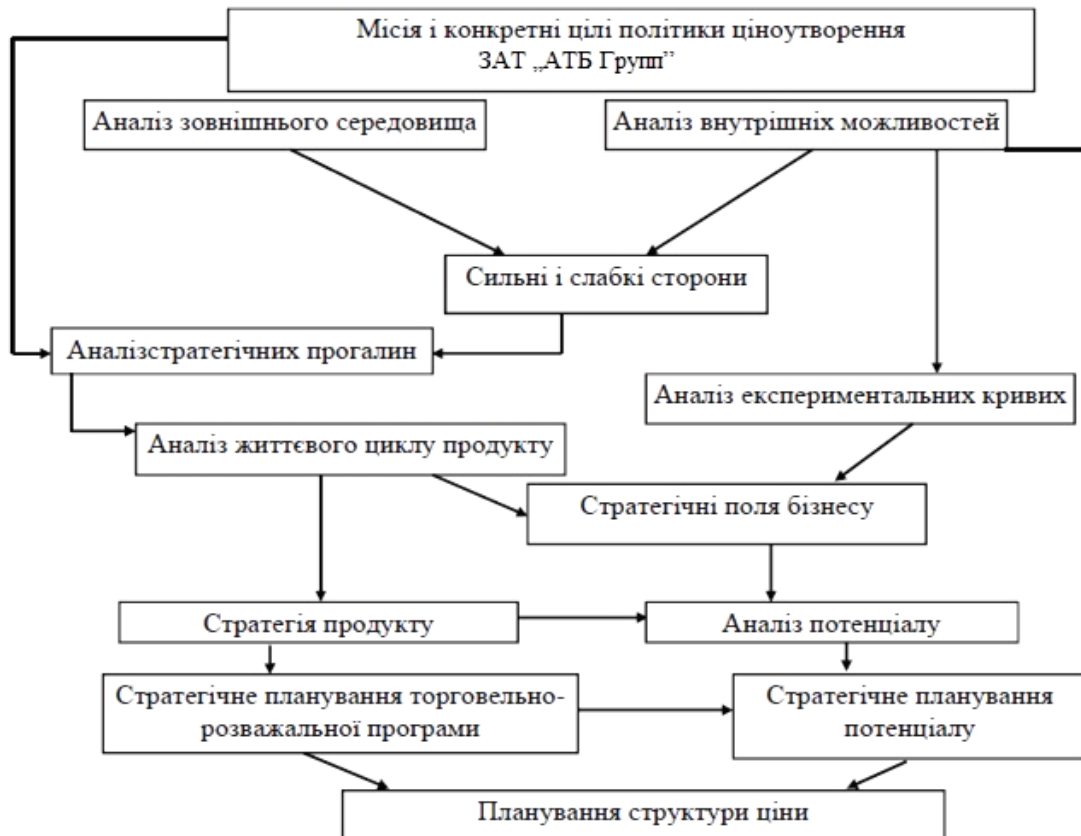 Місія і конкретні цілі політики ціноутворення
ЗАТ „АТБ Групп”
Аналіз зовнішнього середовища
Аналіз внутрішніх можливостей
Сильні і слабкі сторони
Аналізстратегічних прогалин
Аналіз експериментальних кривих
Аналіз життєвого циклу продукту
Стратегічні поля бізнесу
Стратегія продукту
Аналіз потенціалу
Стратегічне планування торговельно-
розважальної програми
Стратегічне планування
потенціалу
Планування структури ціни